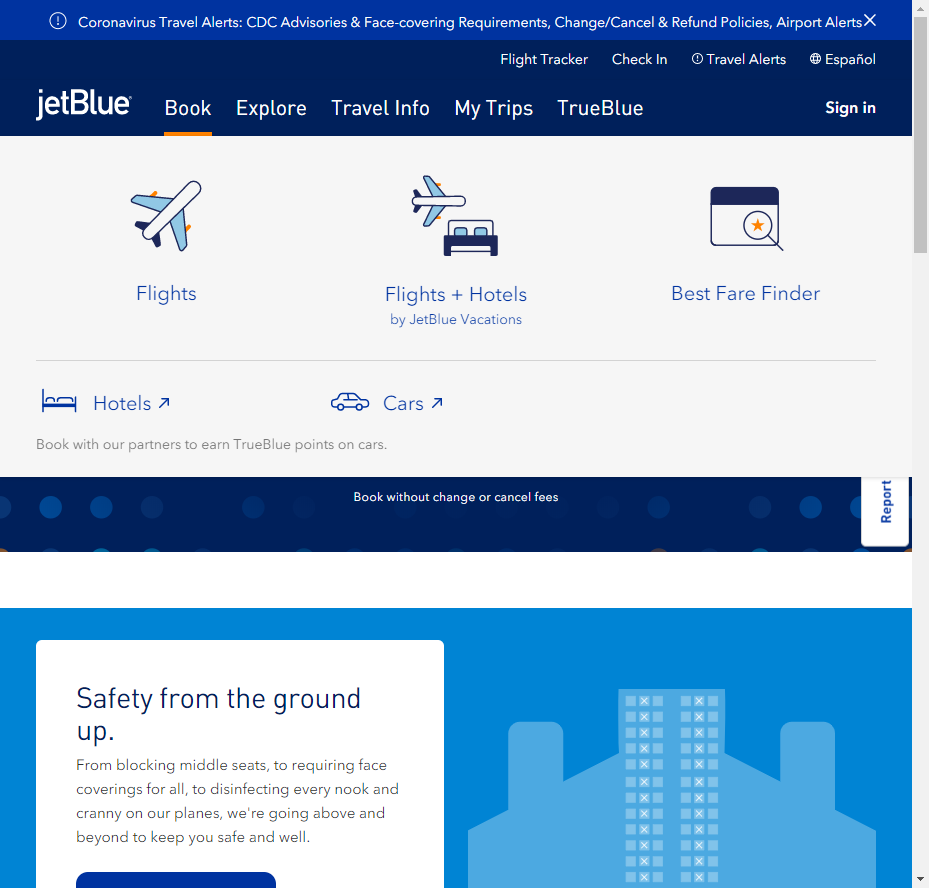 Coronavirus Travel Alerts: CDC Advisories & Face-covering Requirements, Change/Cancel & Refund Policies, Airport Alerts
Flight Tracker Check In Travel Alerts Español
jetBlue Book Explore Travel Info My Trips TrueBlue Sign in
Flights
Flights + Hotels
by JetBlue Vacations
Best Fare Finder
Hotels
Cars
Book with our partners to earn TrueBlue points on cars.
Book without change or cancel fees
Report
Safety from the ground
up.
From blocking middle seats, to requiring face
coverings for all, to disinfecting every nook and
cranny on our planes, we're going above and
beyond to keep you safe and well.